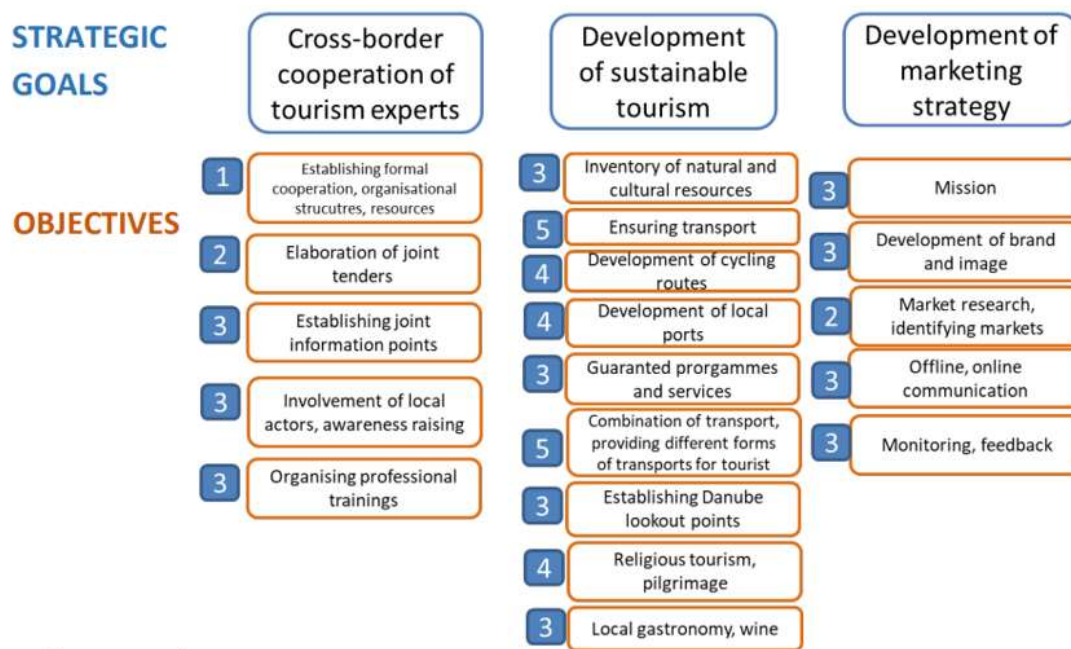 STRATEGIC
GOALS
Cross-border
cooperation of
tourism experts
Development
of sustainable
tourism
Development of
marketing
strategy
OBJECTIVES
1
Establishing formal
cooperation, organisational
strucutres, resources
2
Elaboration of joint
tenders
3
Establishing joint
information points
3
Involvement of local
actors, awareness raising
3
Organising professional
trainings
3
Inventory of natural and
cultural resources
5
Ensuring transport
4
Development of cycling
routes
4
Development of local
ports
3
Guaranted prorgammes
and services
5
Combination of transport,
providing different forms
of transports for tourist
3
Establishing Danube
lookout points
4
Religious tourism,
pilgrimage
3
Local gastronomy, wine
3
Mission
3
Development of brand
and image
2
Market research,
identifying markets
3
Offline, online
communication
3
Monitoring, feedback